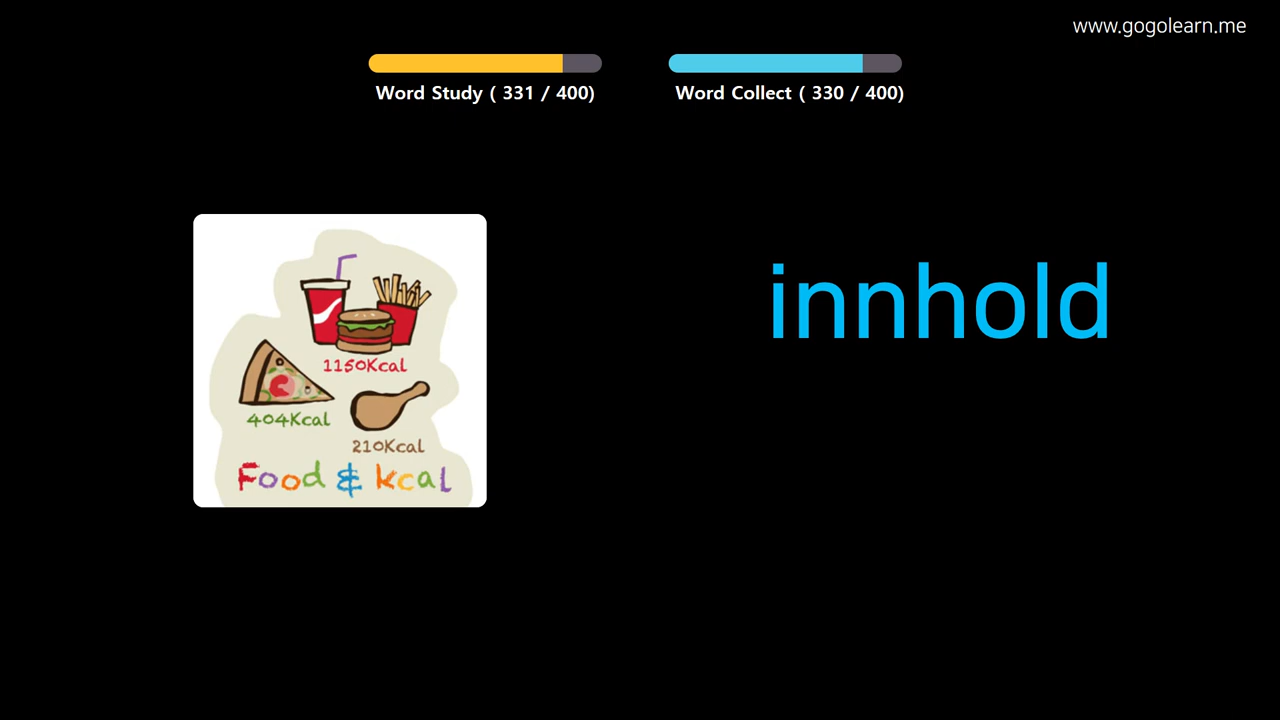 www.gogolearn.me
Word Study ( 331 / 400)
Word Collect ( 330 / 400)
innhold
1150Kcal
404Kcal
210Kcal
Food & kcal